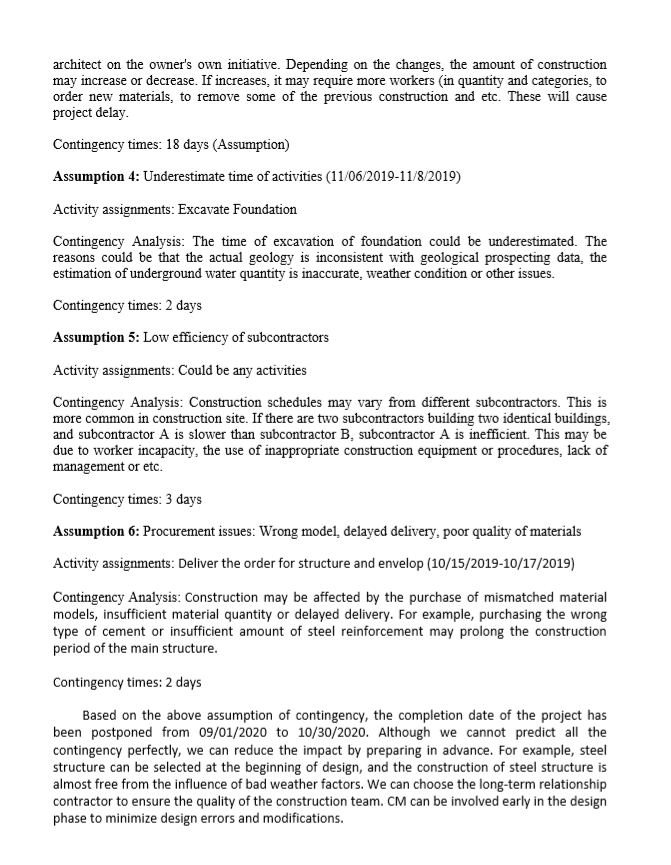 architect on the owner's own initiative. Depending on the changes, the amount of construction
may increase or decrease. If increases, it may require more workers (in quantity and categories, to
order new materials, to remove some of the previous construction and etc. These will cause
project delay.
Contingency times: 18 days (Assumption)
Assumption 4: Underestimate time of activities (11/06/2019-11/8/2019)
Activity assignments: Excavate Foundation
Contingency Analysis: The time of excavation of foundation could be underestimated. The
reasons could be that the actual geology is inconsistent with geological prospecting data, the
estimation of underground water quantity is inaccurate, weather condition or other issues.
Contingency times: 2 days
Assumption 5: Low efficiency of subcontractors
Activity assignments: Could be any activities
Contingency Analysis: Construction schedules may vary from different subcontractors. This is
more common in construction site. If there are two subcontractors building two identical buildings,
and subcontractor A is slower than subcontractor B, subcontractor A is inefficient. This may be
due to worker incapacity, the use of inappropriate construction equipment or procedures, lack of
management or etc.
Contingency times: 3 days
Assumption 6: Procurement issues: Wrong model, delayed delivery, poor quality of materials
Activity assignments: Deliver the order for structure and envelop (10/15/2019-10/17/2019)
Contingency Analysis: Construction may be affected by the purchase of mismatched material
models, insufficient material quantity or delayed delivery. For example, purchasing the wrong
type of cement or insufficient amount of steel reinforcement may prolong the construction
period of the main structure.
Contingency times: 2 days
Based on the above assumption of contingency, the completion date of the project has
been postponed from 09/01/2020 to 10/30/2020. Although we cannot predict all the
contingency perfectly, we can reduce the impact by preparing in advance. For example, steel
structure can be selected at the beginning of design, and the construction of steel structure is
almost free from the influence of bad weather factors. We can choose the long-term relationship
contractor to ensure the quality of the construction team. CM can be involved early in the design
phase to minimize design errors and modifications.